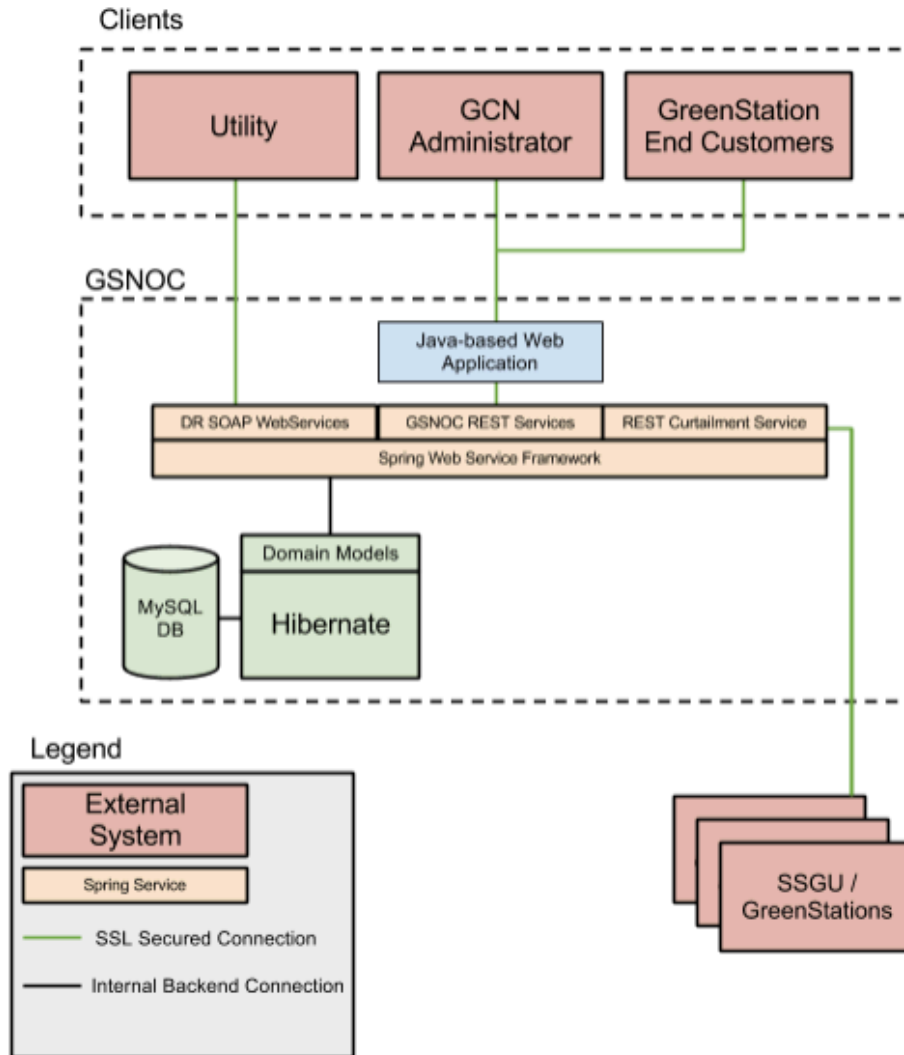 Clients
Utility
GCN
Administrator
GreenStation
End Customers
GSNOC
Java-based Web
Application
DR SOAP WebServices
GSNOC REST Services
REST Curtailment Service
Spring Web Service Framework
Domain Models
Hibernate
MySQL
DB
Legend
External
System
Spring Service
SSL Secured Connection
Internal Backend Connection
SSGU /
GreenStations